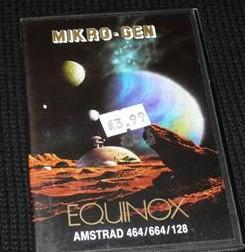 MIKRO-GEN
£3.99
EQUINOX
AMSTRAD 464/664/128